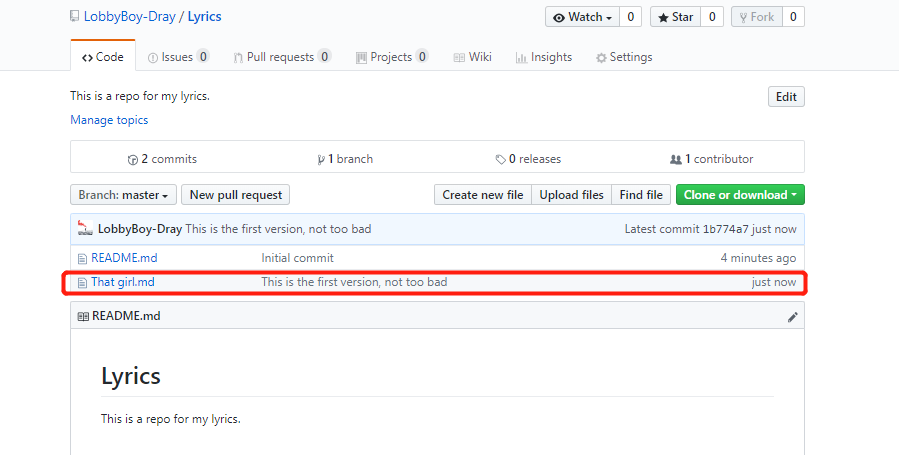 LobbyBoy-Dray / Lyrics
Watch 0 Star 0 Fork 0
Code Issues 0 Pull requests 0 Projects 0 Wiki Insights Settings
This is a repo for my lyrics. Edit
Manage topics
2 commits 1 branch 0 releases 1 contributor
Branch: master New pull request Create new file Upload files Find file Clone or download
LobbyBoy-Dray This is the first version, not too bad Latest commit 1b774a7 just now
README.md Initial commit 4 minutes ago
That girl.md This is the first version, not too bad just now
README.md
Lyrics
This is a repo for my lyrics.